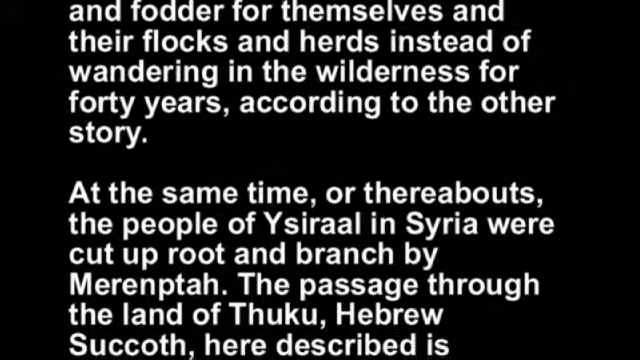 and fodder for themselves and
their flocks and herds instead of
wandering in the wilderness for
forty years, according to the other
story.
At the same time, or thereabouts,
the people of Ysiraal in Syria were
cut up root and branch by
Merenptah. The passage through
the land of Thuku, Hebrew
Succoth, here described is